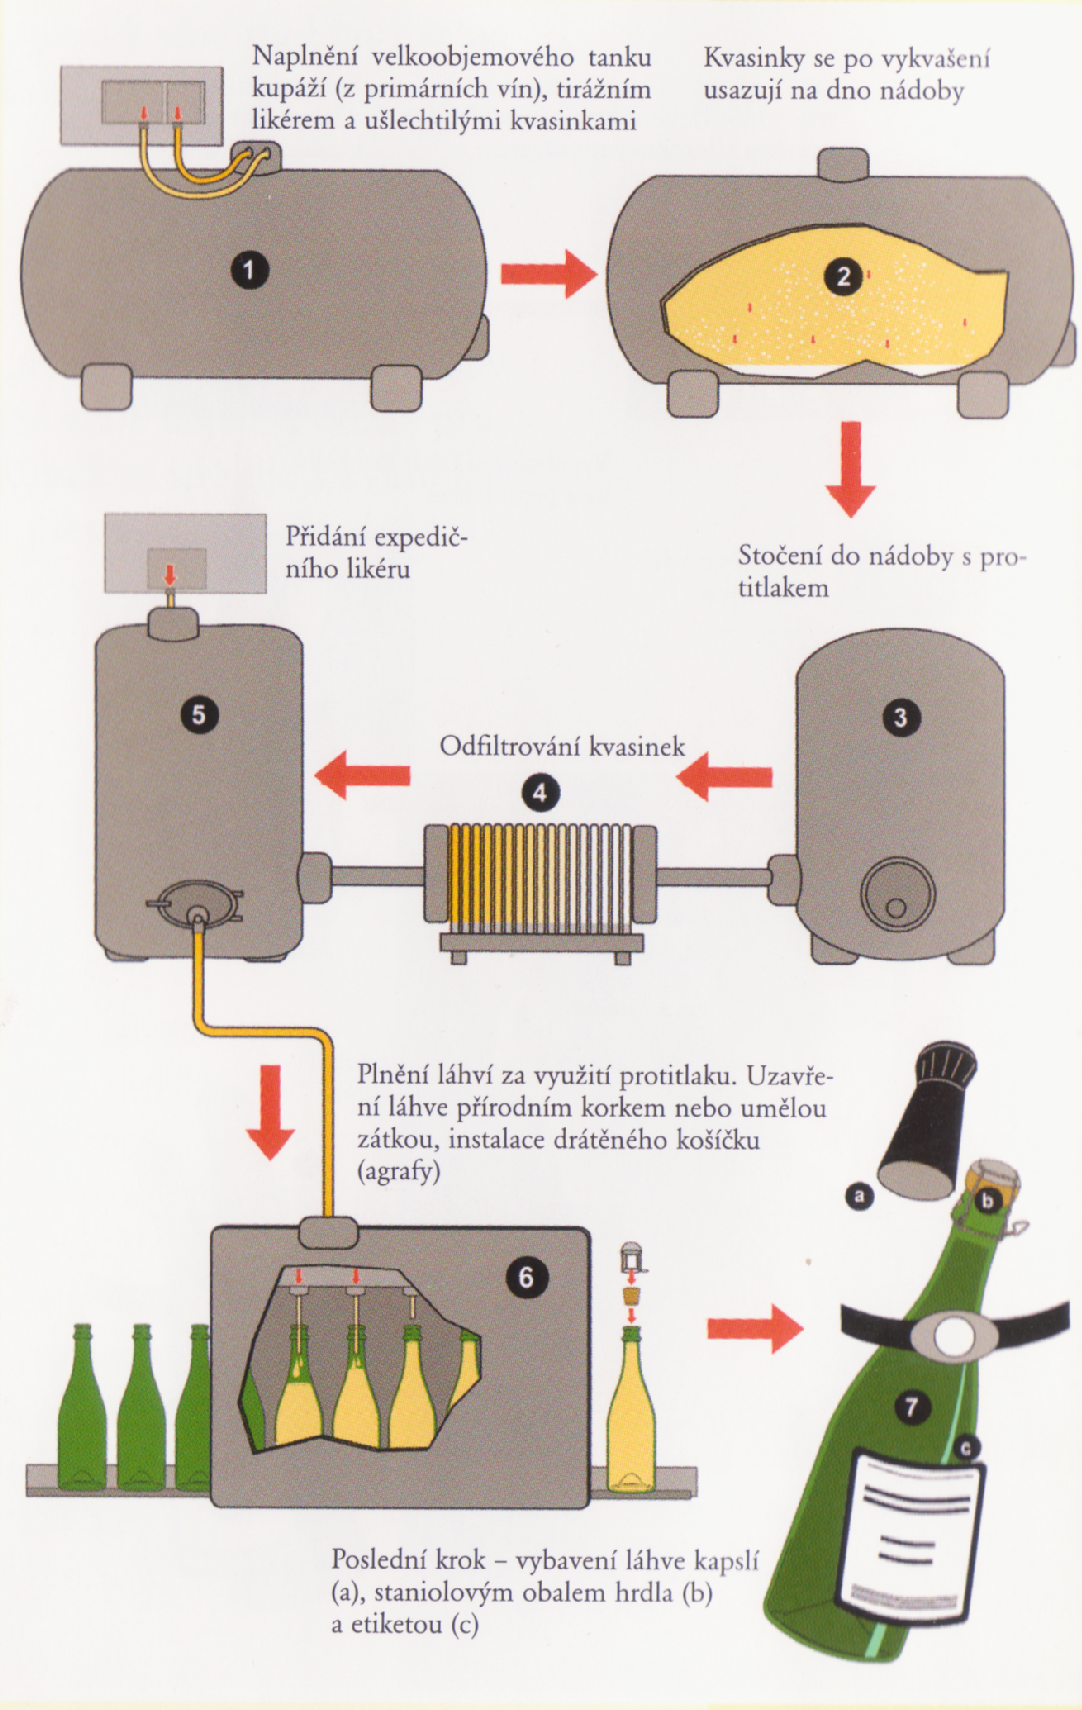 Naplnění velkoobjemového tanku
kupáží (z primárních vín), tirážním
likérem a ušlechtilými kvasinkami
Kvasinky se po vykvašení
usazují na dno nádoby
1
2
Přidání expedič-
ního likéru
Stočení do nádoby s pro-
titlakem
5
3
Odfiltrování kvasinek
4
Plnění láhví za využití protitlaku. Uzavře-
ní láhve přírodním korkem nebo umělou
zátkou, instalace drátěného košíčku
(agrafy)
a
b
6
7
c
Poslední krok – vybavení láhve kapslí
(a), staniolovým obalem hrdla (b)
a etiketou (c)